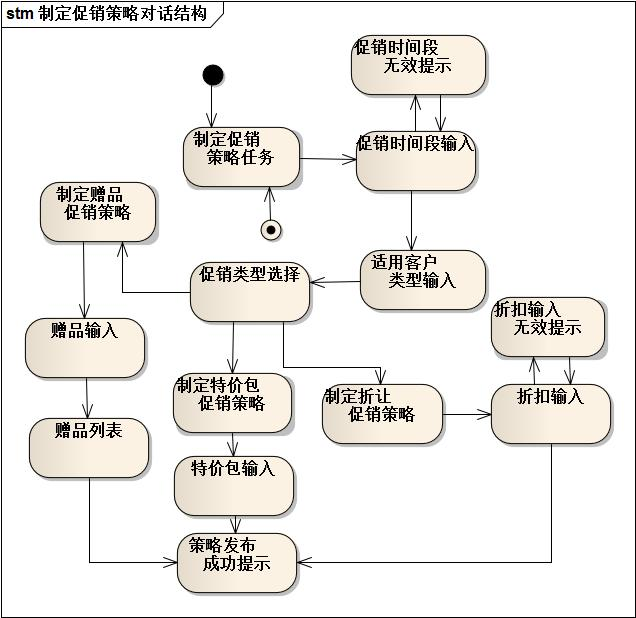 stm 制定促销策略对话结构
促销时间段
无效提示
制定促销
策略任务
促销时间段输入
制定赠品
促销策略
适用客户
类型输入
促销类型选择
赠品输入
折扣输入
无效提示
制定特价包
促销策略
制定折让
促销策略
折扣输入
赠品列表
特价包输入
策略发布
成功提示